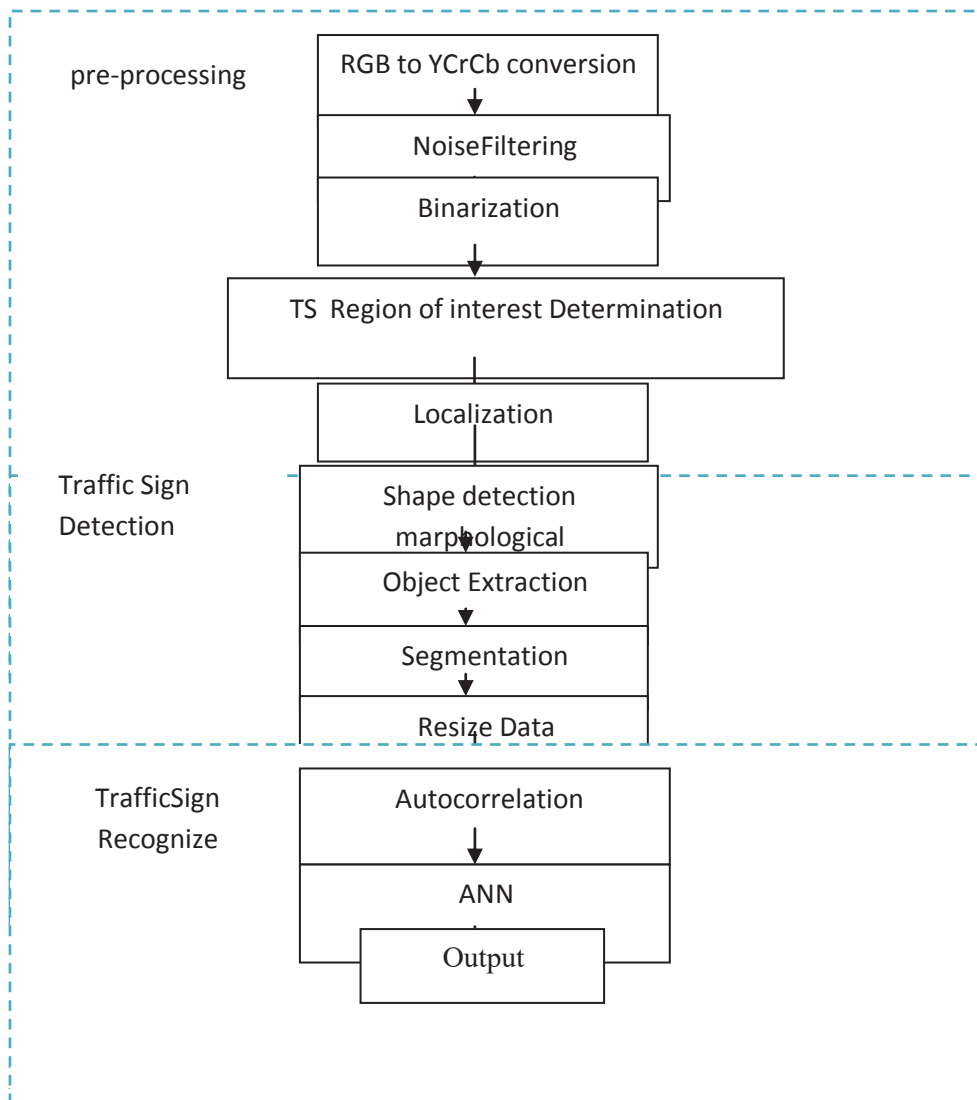 RGB to YCrCb conversion
pre-processing
NoiseFiltering
Binarization
TS Region of interest Determination
Localization
Traffic Sign
Detection
Shape detection
marphological
Object Extraction
Segmentation
Resize Data
TrafficSign
Recognize
Autocorrelation
ANN
Output